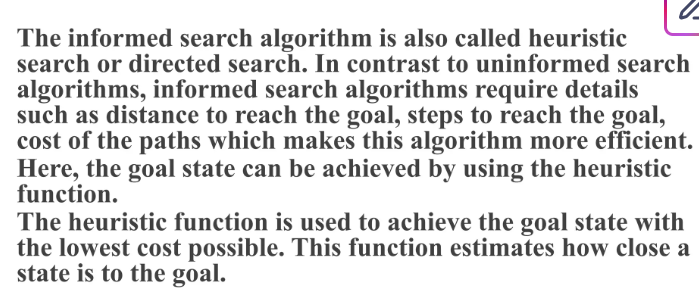 The informed search algorithm is also called heuristic
search or directed search. In contrast to uninformed search
algorithms, informed search algorithms require details
such as distance to reach the goal, steps to reach the goal,
cost of the paths which makes this algorithm more efficient.
Here, the goal state can be achieved by using the heuristic
function.
The heuristic function is used to achieve the goal state with
the lowest cost possible. This function estimates how close a
state is to the goal.